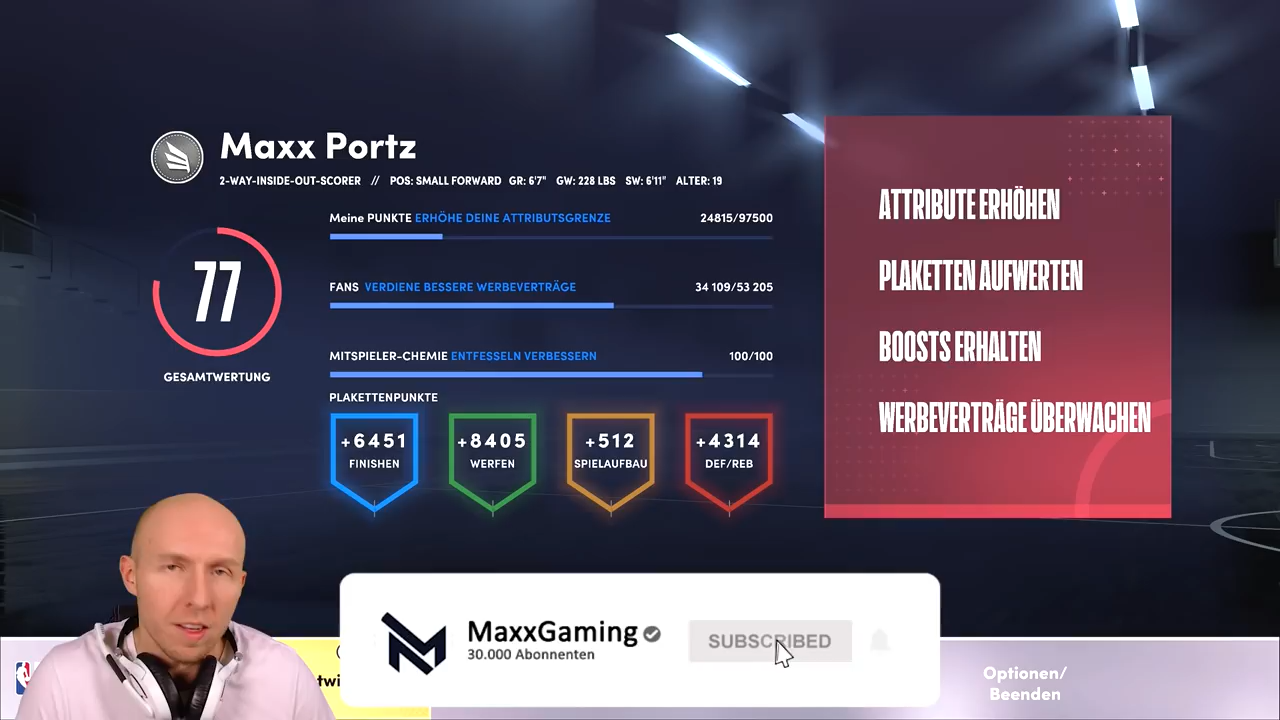 Maxx Portz
2-WAY-INSIDE-OUT-SCORER // POS: SMALL FORWARD GR: 6'7" GW: 228 LBS SW: 6'11" ALTER: 19
77
GESAMTWERTUNG
Meine PUNKTE ERHÖHE DEINE ATTRIBUTSGRENZE 24815/97500
FANS VERDIENE BESSERE WERBEVERTRÄGE 34 109/53 205
MITSPIELER-CHEMIE ENTFESSELN VERBESSERN 100/100
PLAKETTENPUNKTE
+6451
FINISHEN
+8405
WERFEN
+512
SPIELAUFBAU
+4314
DEF/REB
ATTRIBUTE ERHÖHEN
PLAKETTEN AUFWERTEN
BOOSTS ERHALTEN
WERBEVERTRÄGE ÜBERWACHEN
MaxxGaming
30.000 Abonnenten
SUBSCRIBED
Optionen/
Beenden